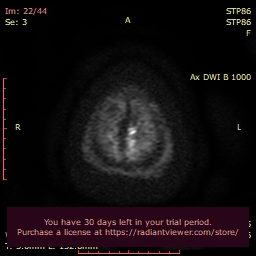 Im: 22/44
STP86
Se: 3
STP86
F
A
Ax DWI B 1000
R
L
You have 30 days left in your trial period.
Purchase a license at https://radiantviewer.com/store/